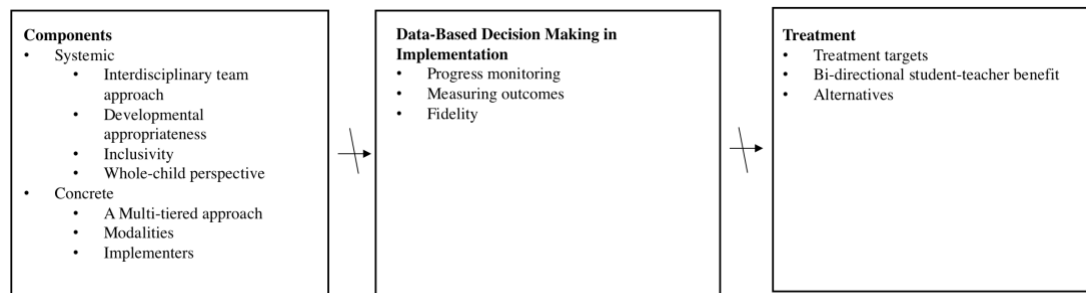 Components
• Systemic
• Interdisciplinary team
approach
• Developmental
appropriateness
• Inclusivity
• Whole-child perspective
• Concrete
• A Multi-tiered approach
• Modalities
• Implementers
Data-Based Decision Making in
Implementation
• Progress monitoring
• Measuring outcomes
• Fidelity
Treatment
• Treatment targets
• Bi-directional student-teacher benefit
• Alternatives